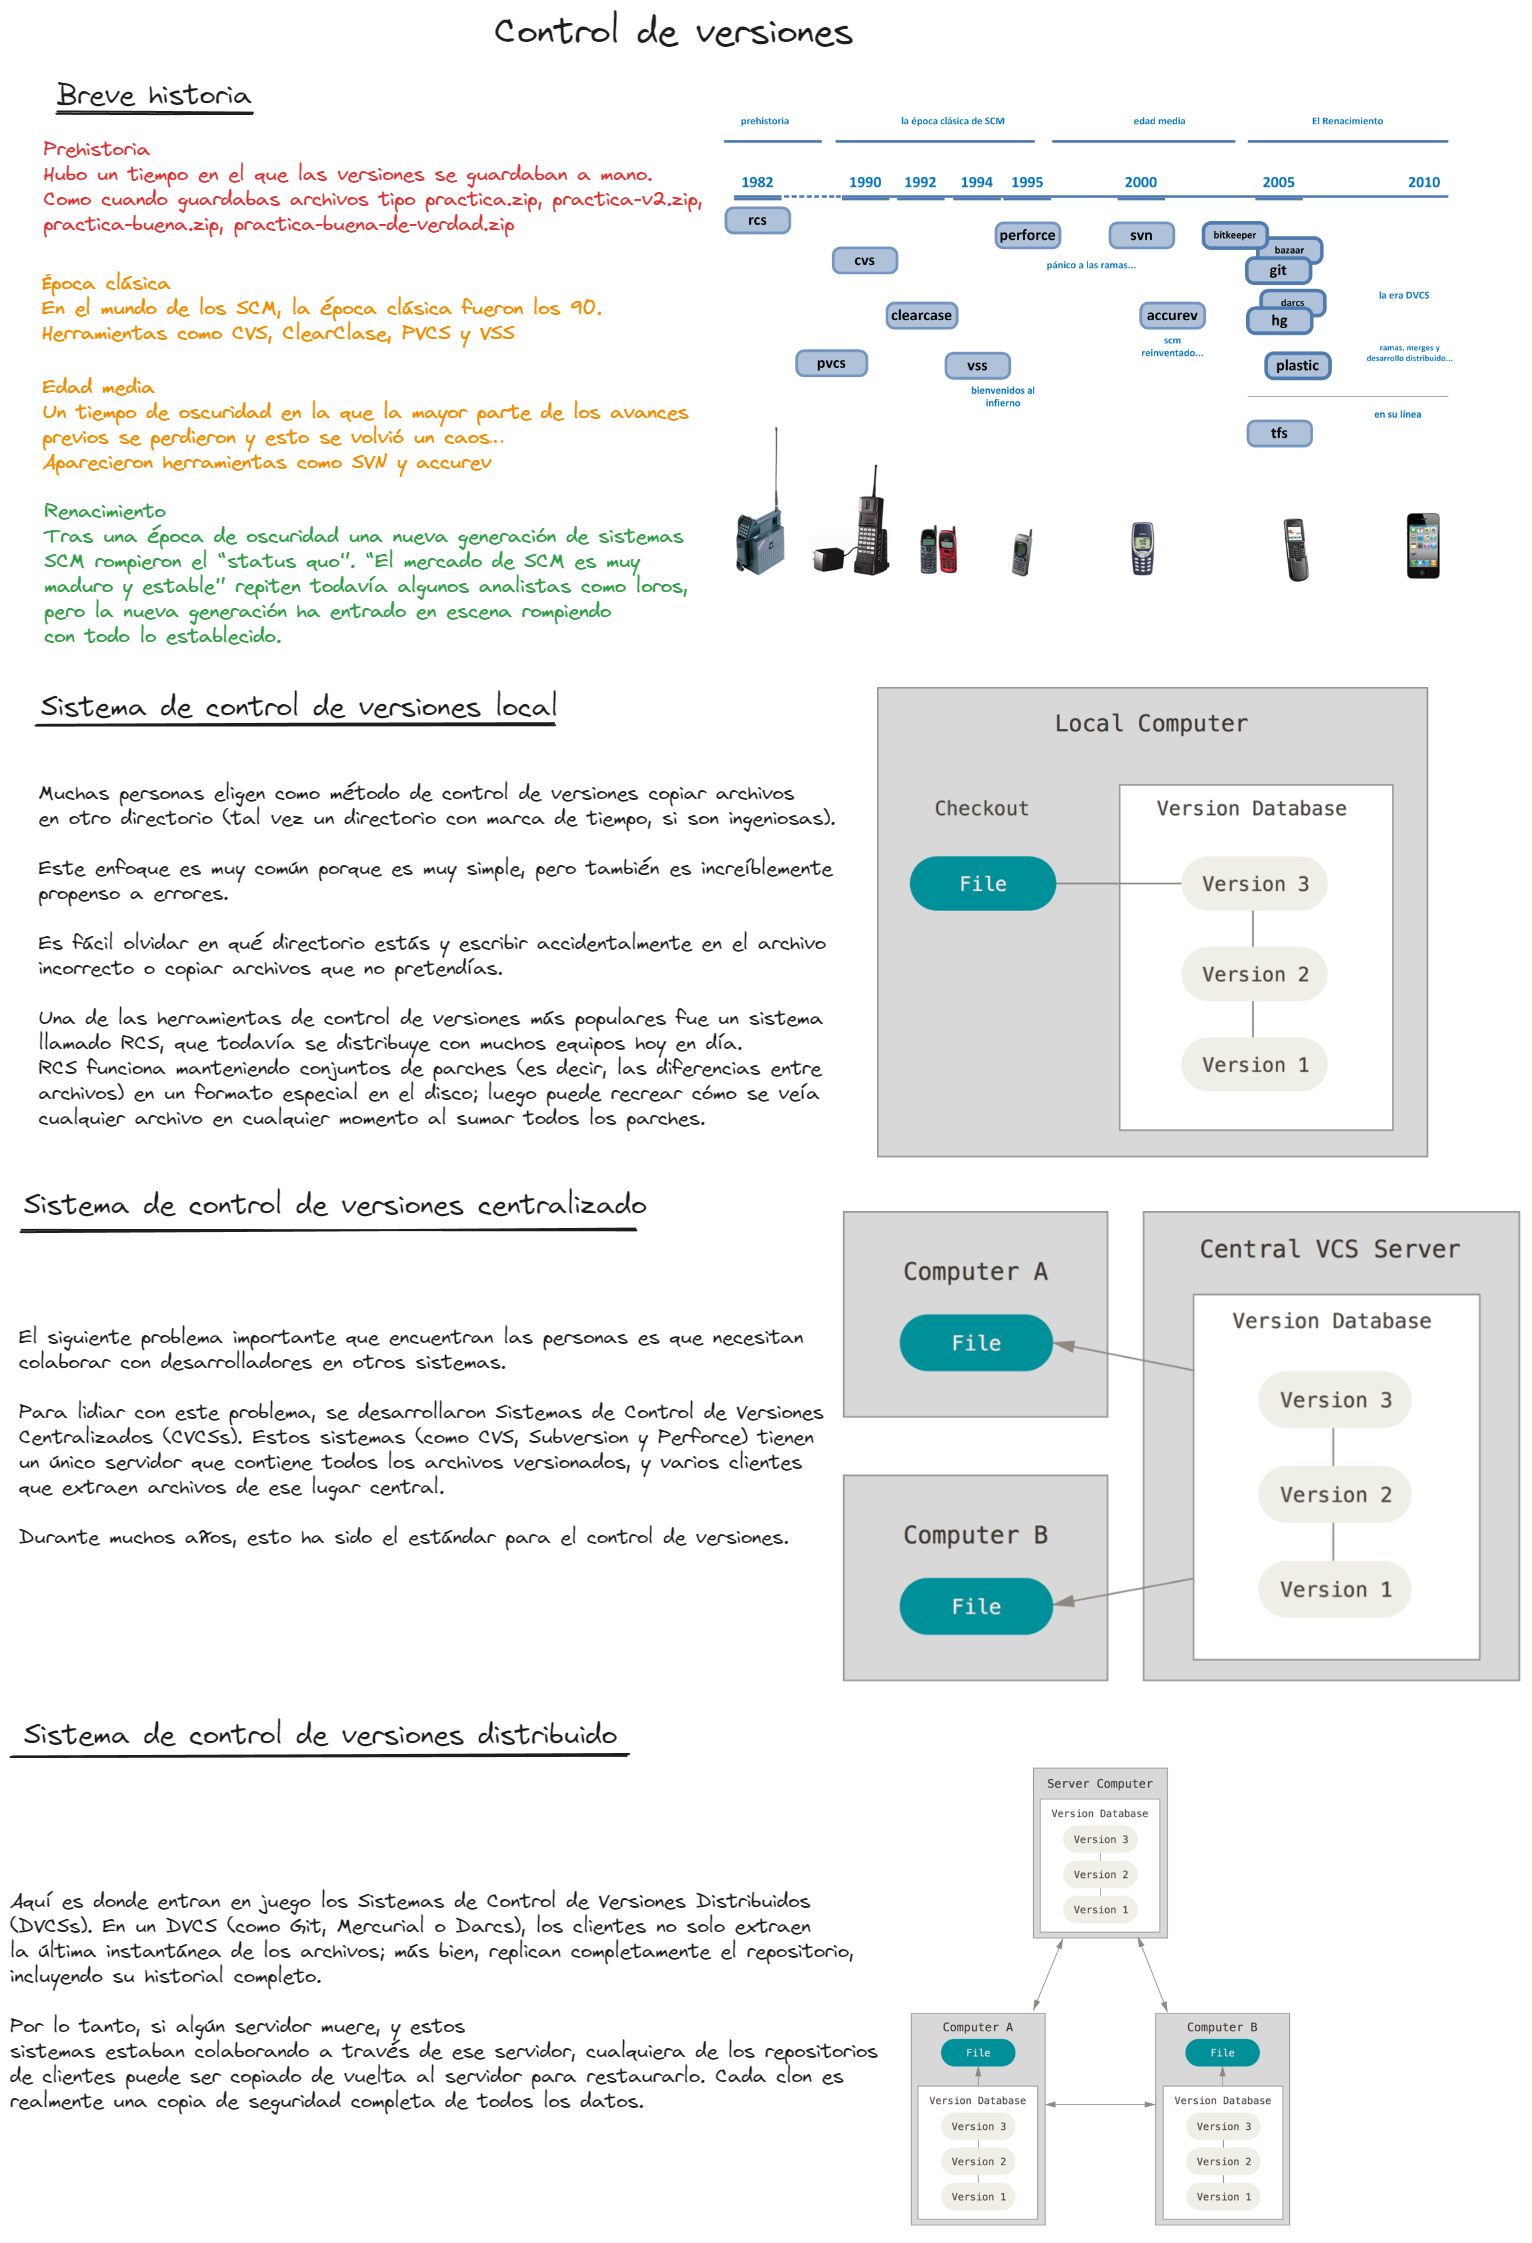 Control de versiones
Breve historia
Prehistoria
Hubo un tiempo en el que las versiones se guardaban a mano.
Como cuando guardabas archivos tipo practica.zip, practica-v2.zip,
practica-buena.zip, practica-buena-de-verdad.zip
Época clásica
En el mundo de los SCM, la época clásica fueron los 90.
Herramientas como CVS, ClearClase, PVCS y VSS
Edad media
Un tiempo de oscuridad en la que la mayor parte de los avances
previos se perdieron y esto se volvió un caos...
Aparecieron herramientas como SVN y accurev
Renacimiento
Tras una época de oscuridad una nueva generación de sistemas
SCM rompieron el “status quo”. “El mercado de SCM es muy
maduro y estable” repiten todavía algunos analistas como loros,
pero la nueva generación ha entrado en escena rompiendo
con todo lo establecido.
prehistoria
la época clásica de SCM
edad media
El Renacimiento
1982 1990 1992 1994 1995 2000 2005 2010
rcs
cvs
perforce
svn
bitkeeper
bazaar
git
pánico a las ramas...
clearcase
accurev
darcs
hg
la era DVCS
scm
reinventado...
pvcs
vss
plastic
ramas, merges y
desarrollo distribuido...
bienvenidos al
infierno
tfs
en su línea
Sistema de control de versiones local
Muchas personas eligen como método de control de versiones copiar archivos
en otro directorio (tal vez un directorio con marca de tiempo, si son ingeniosas).
Este enfoque es muy común porque es muy simple, pero también es increíblemente
propenso a errores.
Es fácil olvidar en qué directorio estás y escribir accidentalmente en el archivo
incorrecto o copiar archivos que no pretendías.
Una de las herramientas de control de versiones más populares fue un sistema
llamado RCS, que todavía se distribuye con muchos equipos hoy en día.
RCS funciona manteniendo conjuntos de parches (es decir, las diferencias entre
archivos) en un formato especial en el disco; luego puede recrear cómo se veía
cualquier archivo en cualquier momento al sumar todos los parches.
Local Computer
Checkout
File
Version Database
Version 3
Version 2
Version 1
Sistema de control de versiones centralizado
El siguiente problema importante que encuentran las personas es que necesitan
colaborar con desarrolladores en otros sistemas.
Para lidiar con este problema, se desarrollaron Sistemas de Control de Versiones
Centralizados (CVCSs). Estos sistemas (como CVS, Subversion y Perforce) tienen
un único servidor que contiene todos los archivos versionados, y varios clientes
que extraen archivos de ese lugar central.
Durante muchos años, esto ha sido el estándar para el control de versiones.
Computer A
File
Computer B
File
Central VCS Server
Version Database
Version 3
Version 2
Version 1
Sistema de control de versiones distribuido
Aquí es donde entran en juego los Sistemas de Control de Versiones Distribuidos
(DVCSs). En un DVCS (como Git, Mercurial o Darcs), los clientes no solo extraen
la última instantánea de los archivos; más bien, replican completamente el repositorio,
incluyendo su historial completo.
Por lo tanto, si algún servidor muere, y estos
sistemas estaban colaborando a través de ese servidor, cualquiera de los repositorios
de clientes puede ser copiado de vuelta al servidor para restaurarlo. Cada clon es
realmente una copia de seguridad completa de todos los datos.
Server Computer
Version Database
Version 3
Version 2
Version 1
Computer A
File
Version Database
Version 3
Version 2
Version 1
Computer B
File
Version Database
Version 3
Version 2
Version 1